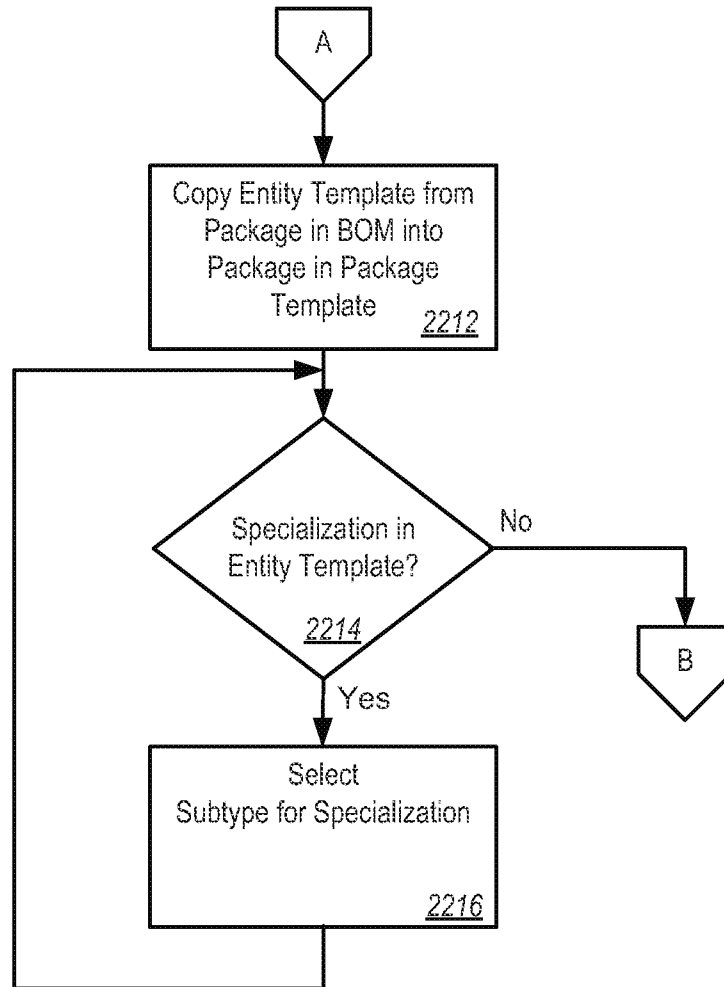 A
Copy Entity Template from
Package in BOM into
Package in Package
Template
2212
Specialization in
Entity Template?
2214
No
B
Yes
Select
Subtype for Specialization
2216